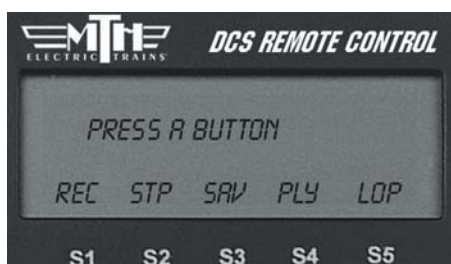 MTH DCS REMOTE CONTROL
ELECTRIC TRAINS
PRESS A BUTTON
REC STP SAV PLY LOP
S1 S2 S3 S4 S5